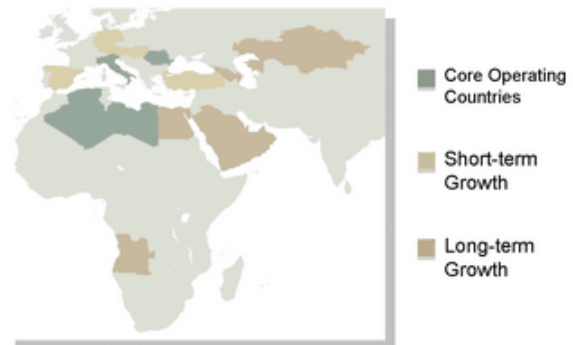 Core Operating
Countries
Short-term
Growth
Long-term
Growth